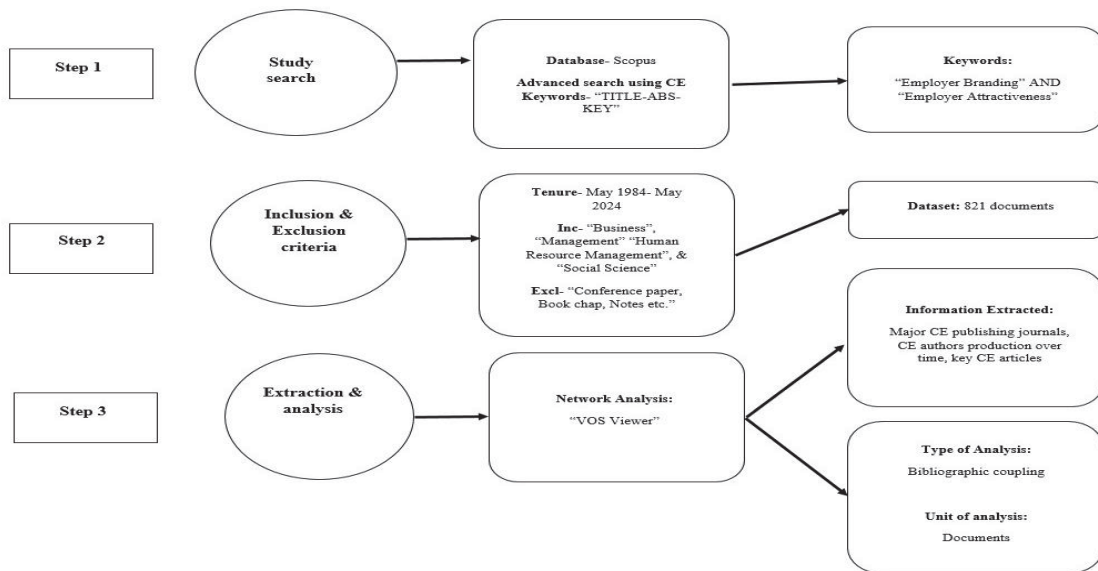 Step 1
Study
search
Database- Scopus
Advanced search using CE
Keywords- “TITLE-ABS-
KEY”
Keywords:
“Employer Branding” AND
“Employer Attractiveness”
Step 2
Inclusion &
Exclusion
criteria
Tenure- May 1984- May
2024
Inc- “Business”,
“Management” “Human
Resource Management”, &
“Social Science”
Excl- “Conference paper,
Book chap, Notes etc.”
Dataset: 821 documents
Step 3
Extraction &
analysis
Network Analysis:
“VOS Viewer”
Information Extracted:
Major CE publishing journals,
CE authors production over
time, key CE articles
Type of Analysis:
Bibliographic coupling
Unit of analysis:
Documents